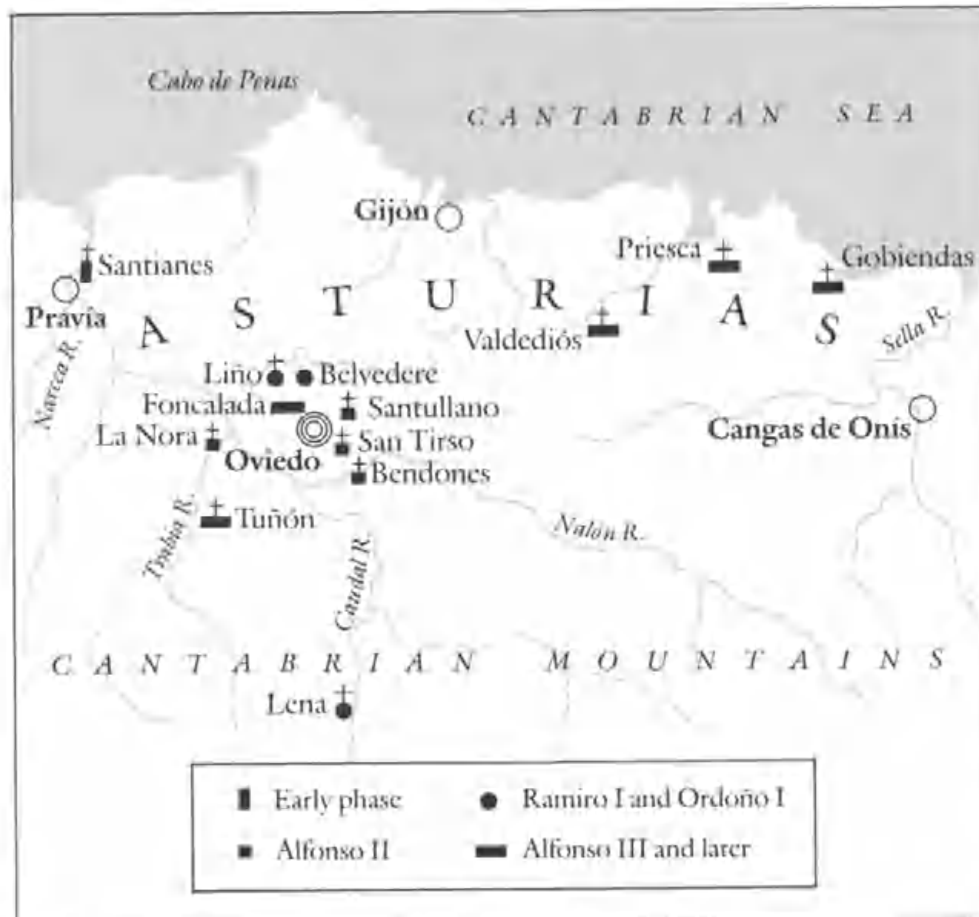 Cabo de Penas
CANTABRIAN SEA
Gijón
Santianes
Pravia
Priesca
Gobiendas
ASTURIAS
Valdediós
Sella R.
Narcea R.
Liño
Belvedere
Foncalada
Santullano
La Nora
San Tirso
Oviedo
Cangas de Onis
Bendones
Tuñón
Trubia R.
Nalón R.
Caudal R.
CANTABRIAN MOUNTAINS
Lena
Early phase
Ramiro I and Ordoño I
Alfonso II
Alfonso III and later